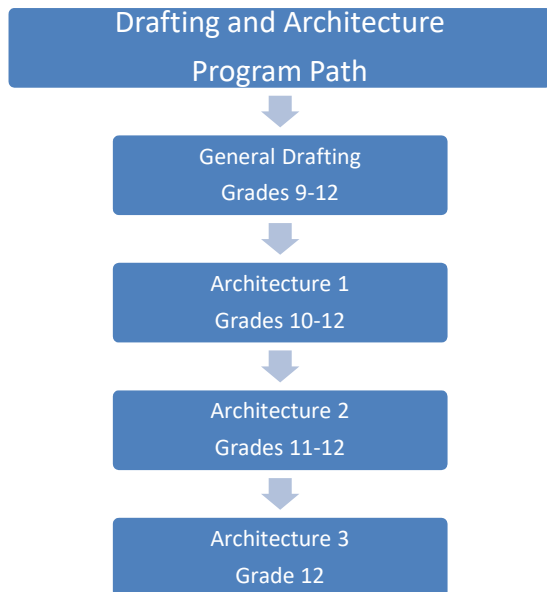 Drafting and Architecture
Program Path
General Drafting
Grades 9-12
Architecture 1
Grades 10-12
Architecture 2
Grades 11-12
Architecture 3
Grade 12